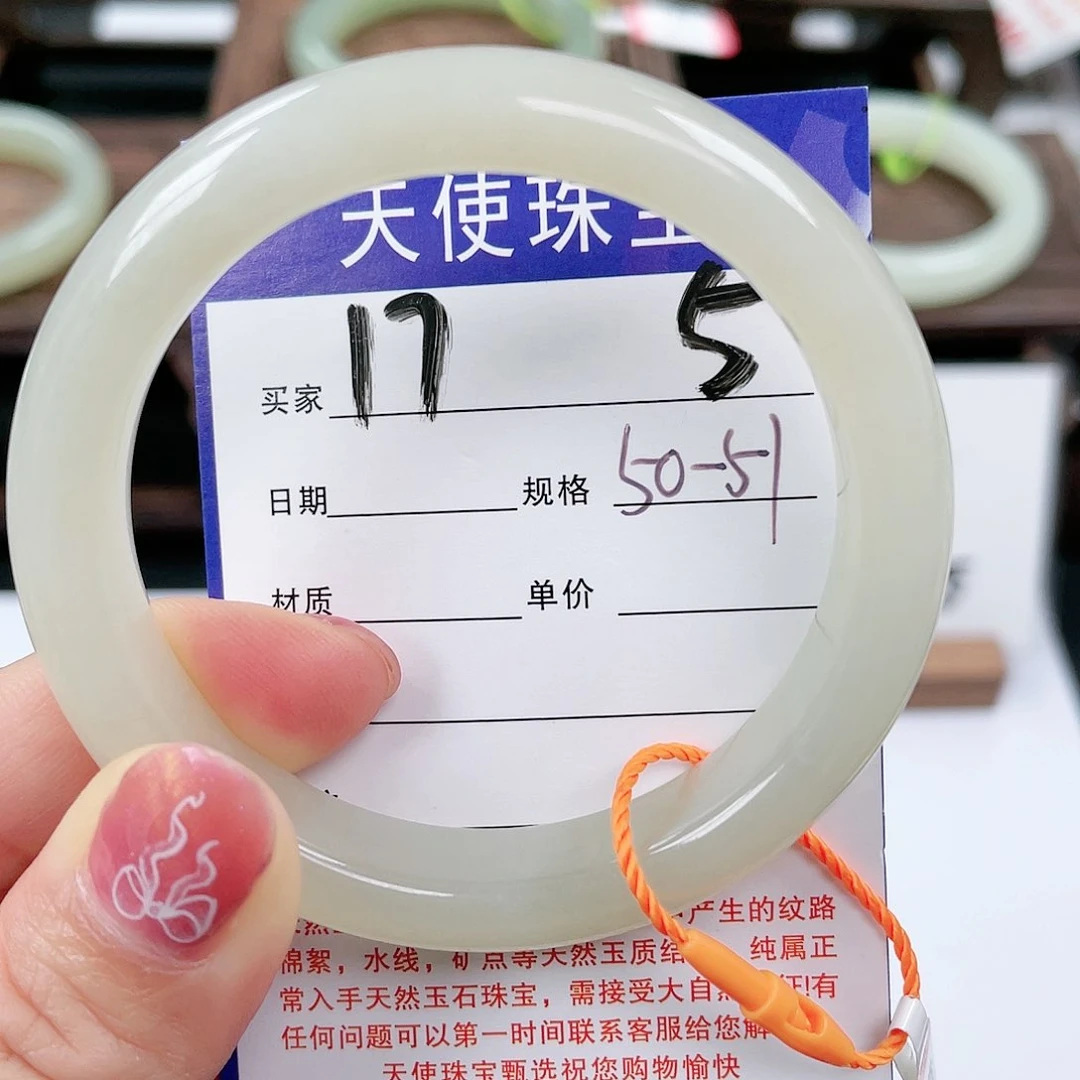 天使珠宝
买家 17 5
日期 规格 50-51
材质 单价
产生的纹路
棉絮，水线，矿点等天然玉质结 纯属正
常入手天然玉石珠宝，需接受大自然 征!有
任何问题可以第一时间联系客服给您解
天使珠宝甄选祝您购物愉快